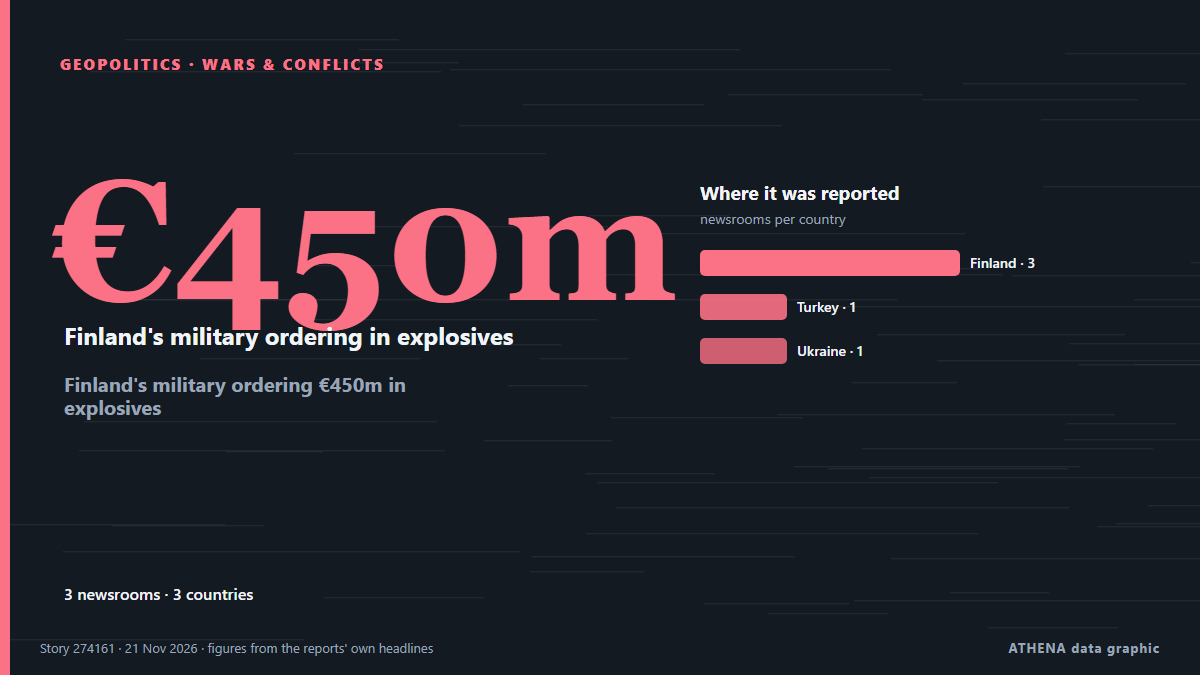 GEOPOLITICS · WARS & CONFLICTS
€450m
Finland's military ordering in explosives
Finland's military ordering €450m in
explosives
Where it was reported
newsrooms per country
Finland · 3
Turkey · 1
Ukraine · 1
3 newsrooms · 3 countries
Story 274161 · 21 Nov 2026 · figures from the reports' own headlines
ATHENA data graphic